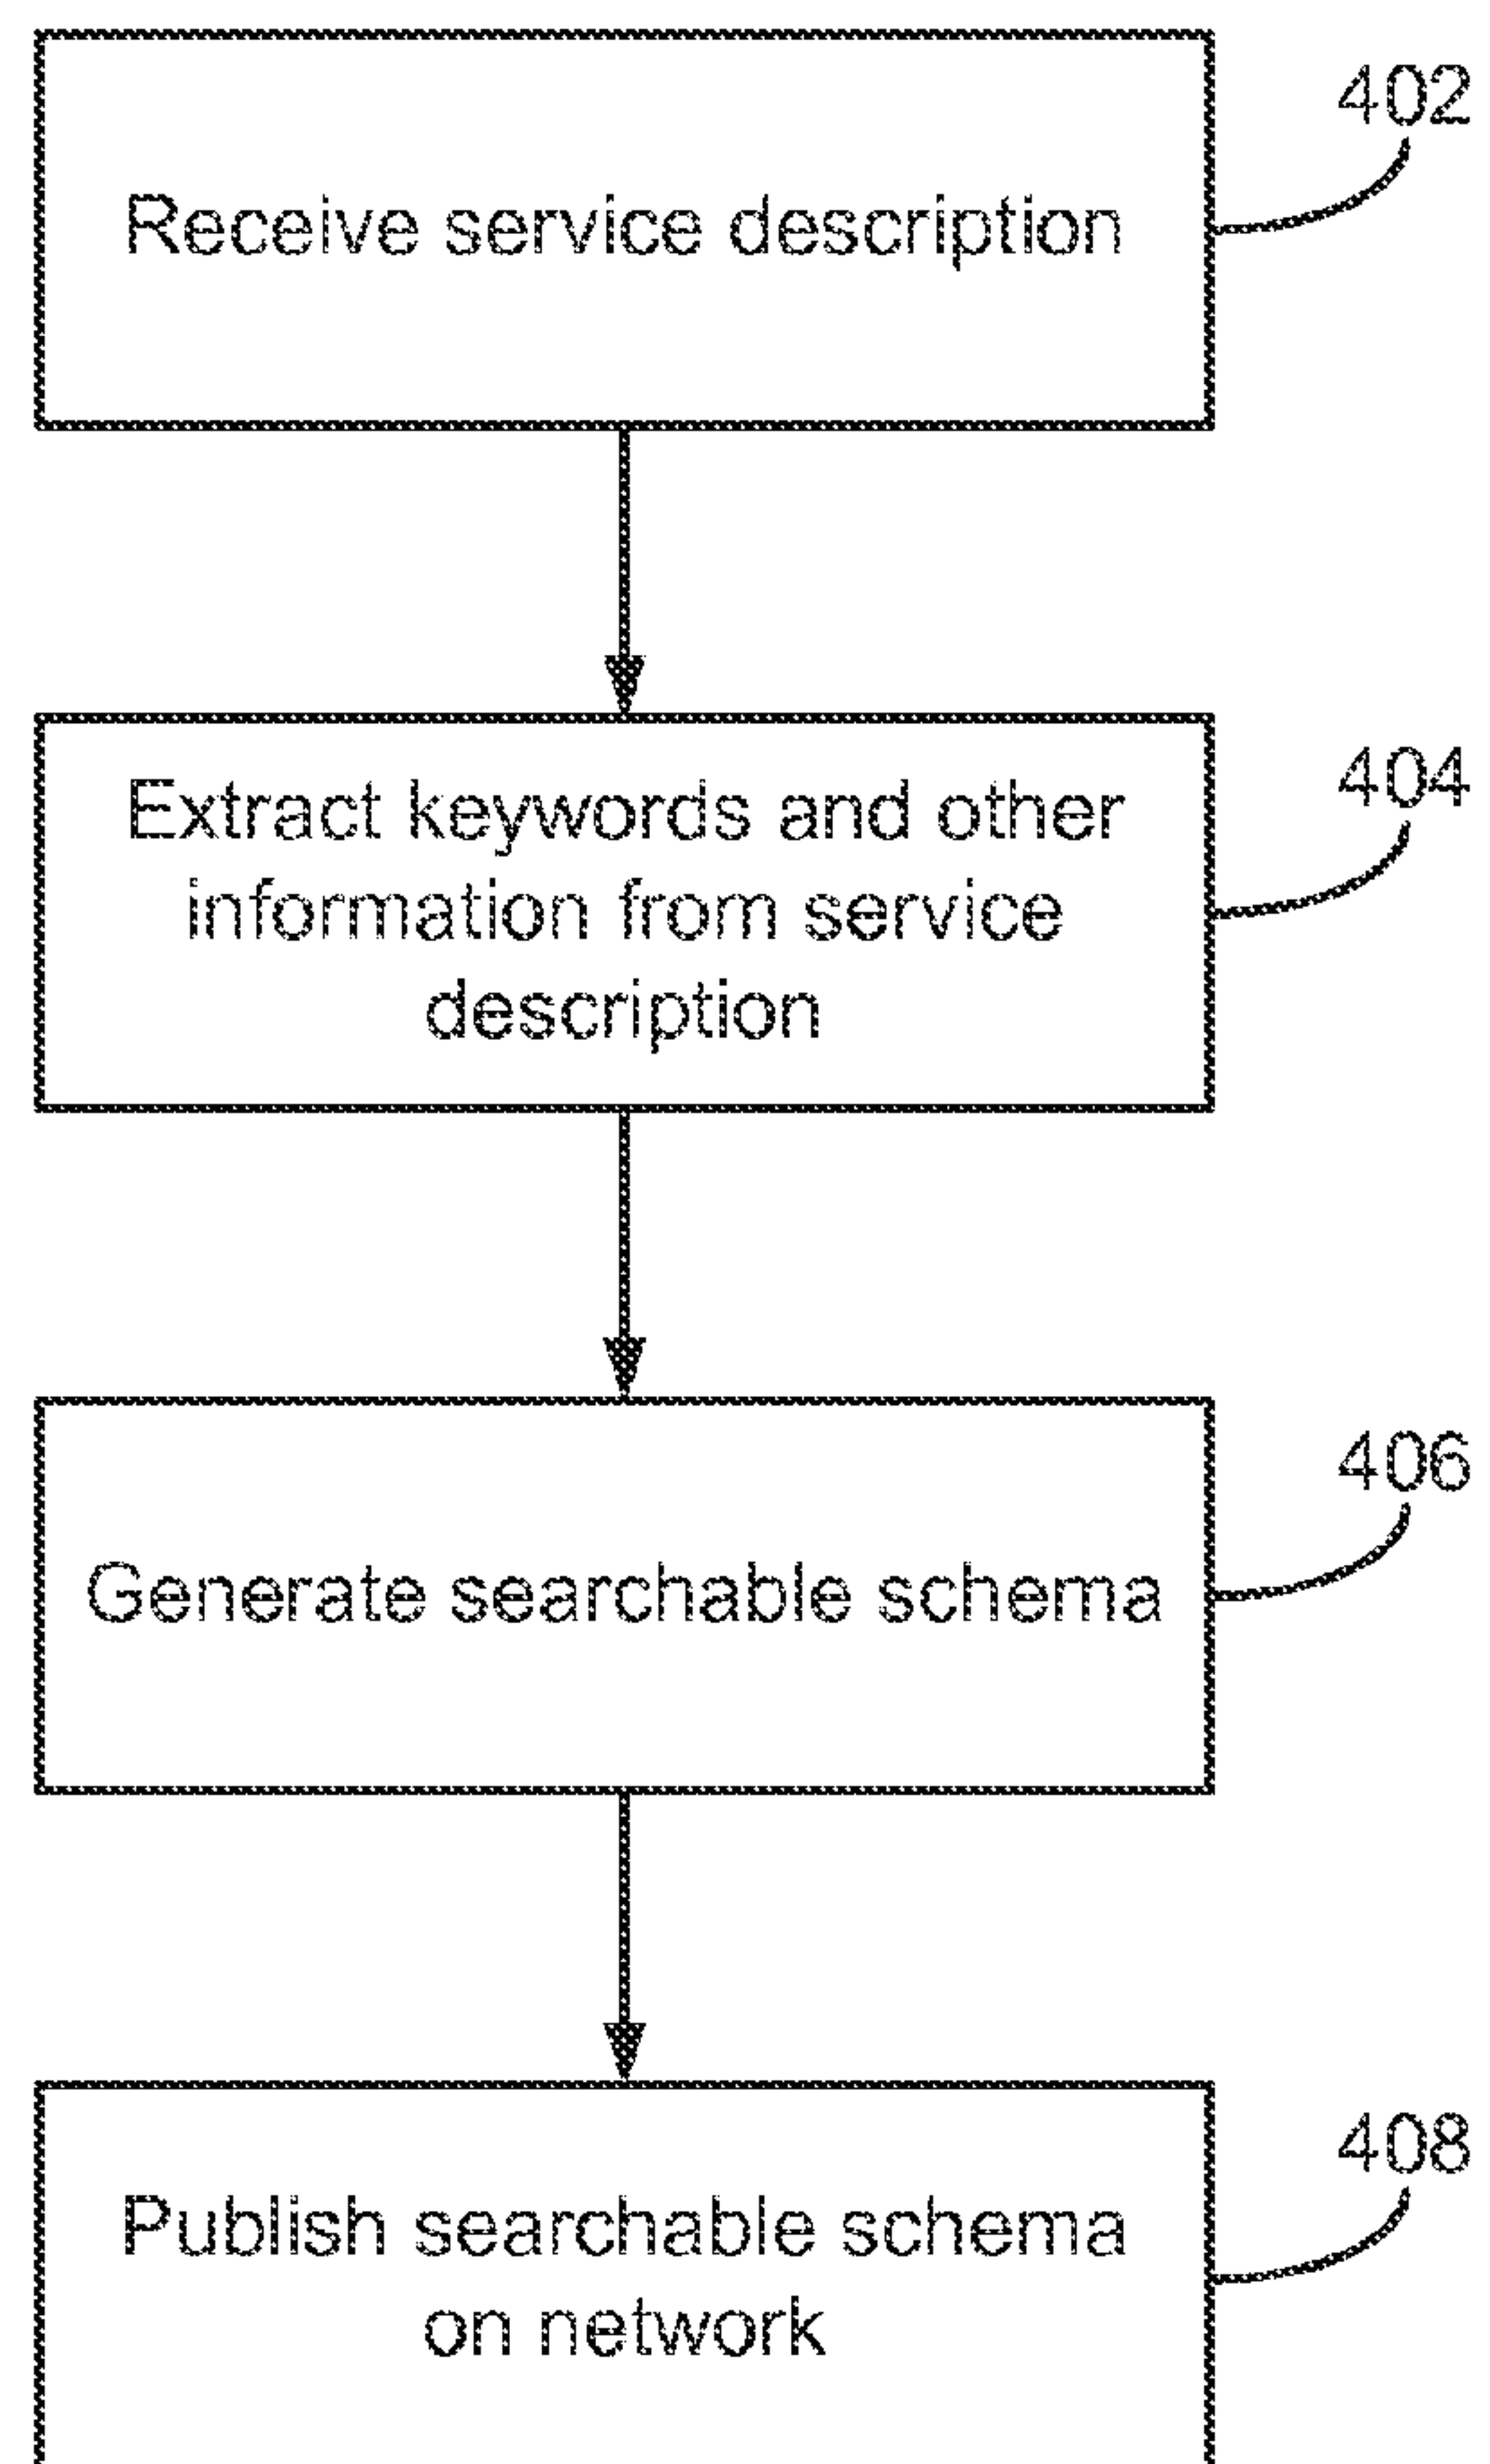 402
Receive service description
404
Extract keywords and other
information from service
description
406
Generate searchable schema
408
Publish searchable schema
on network